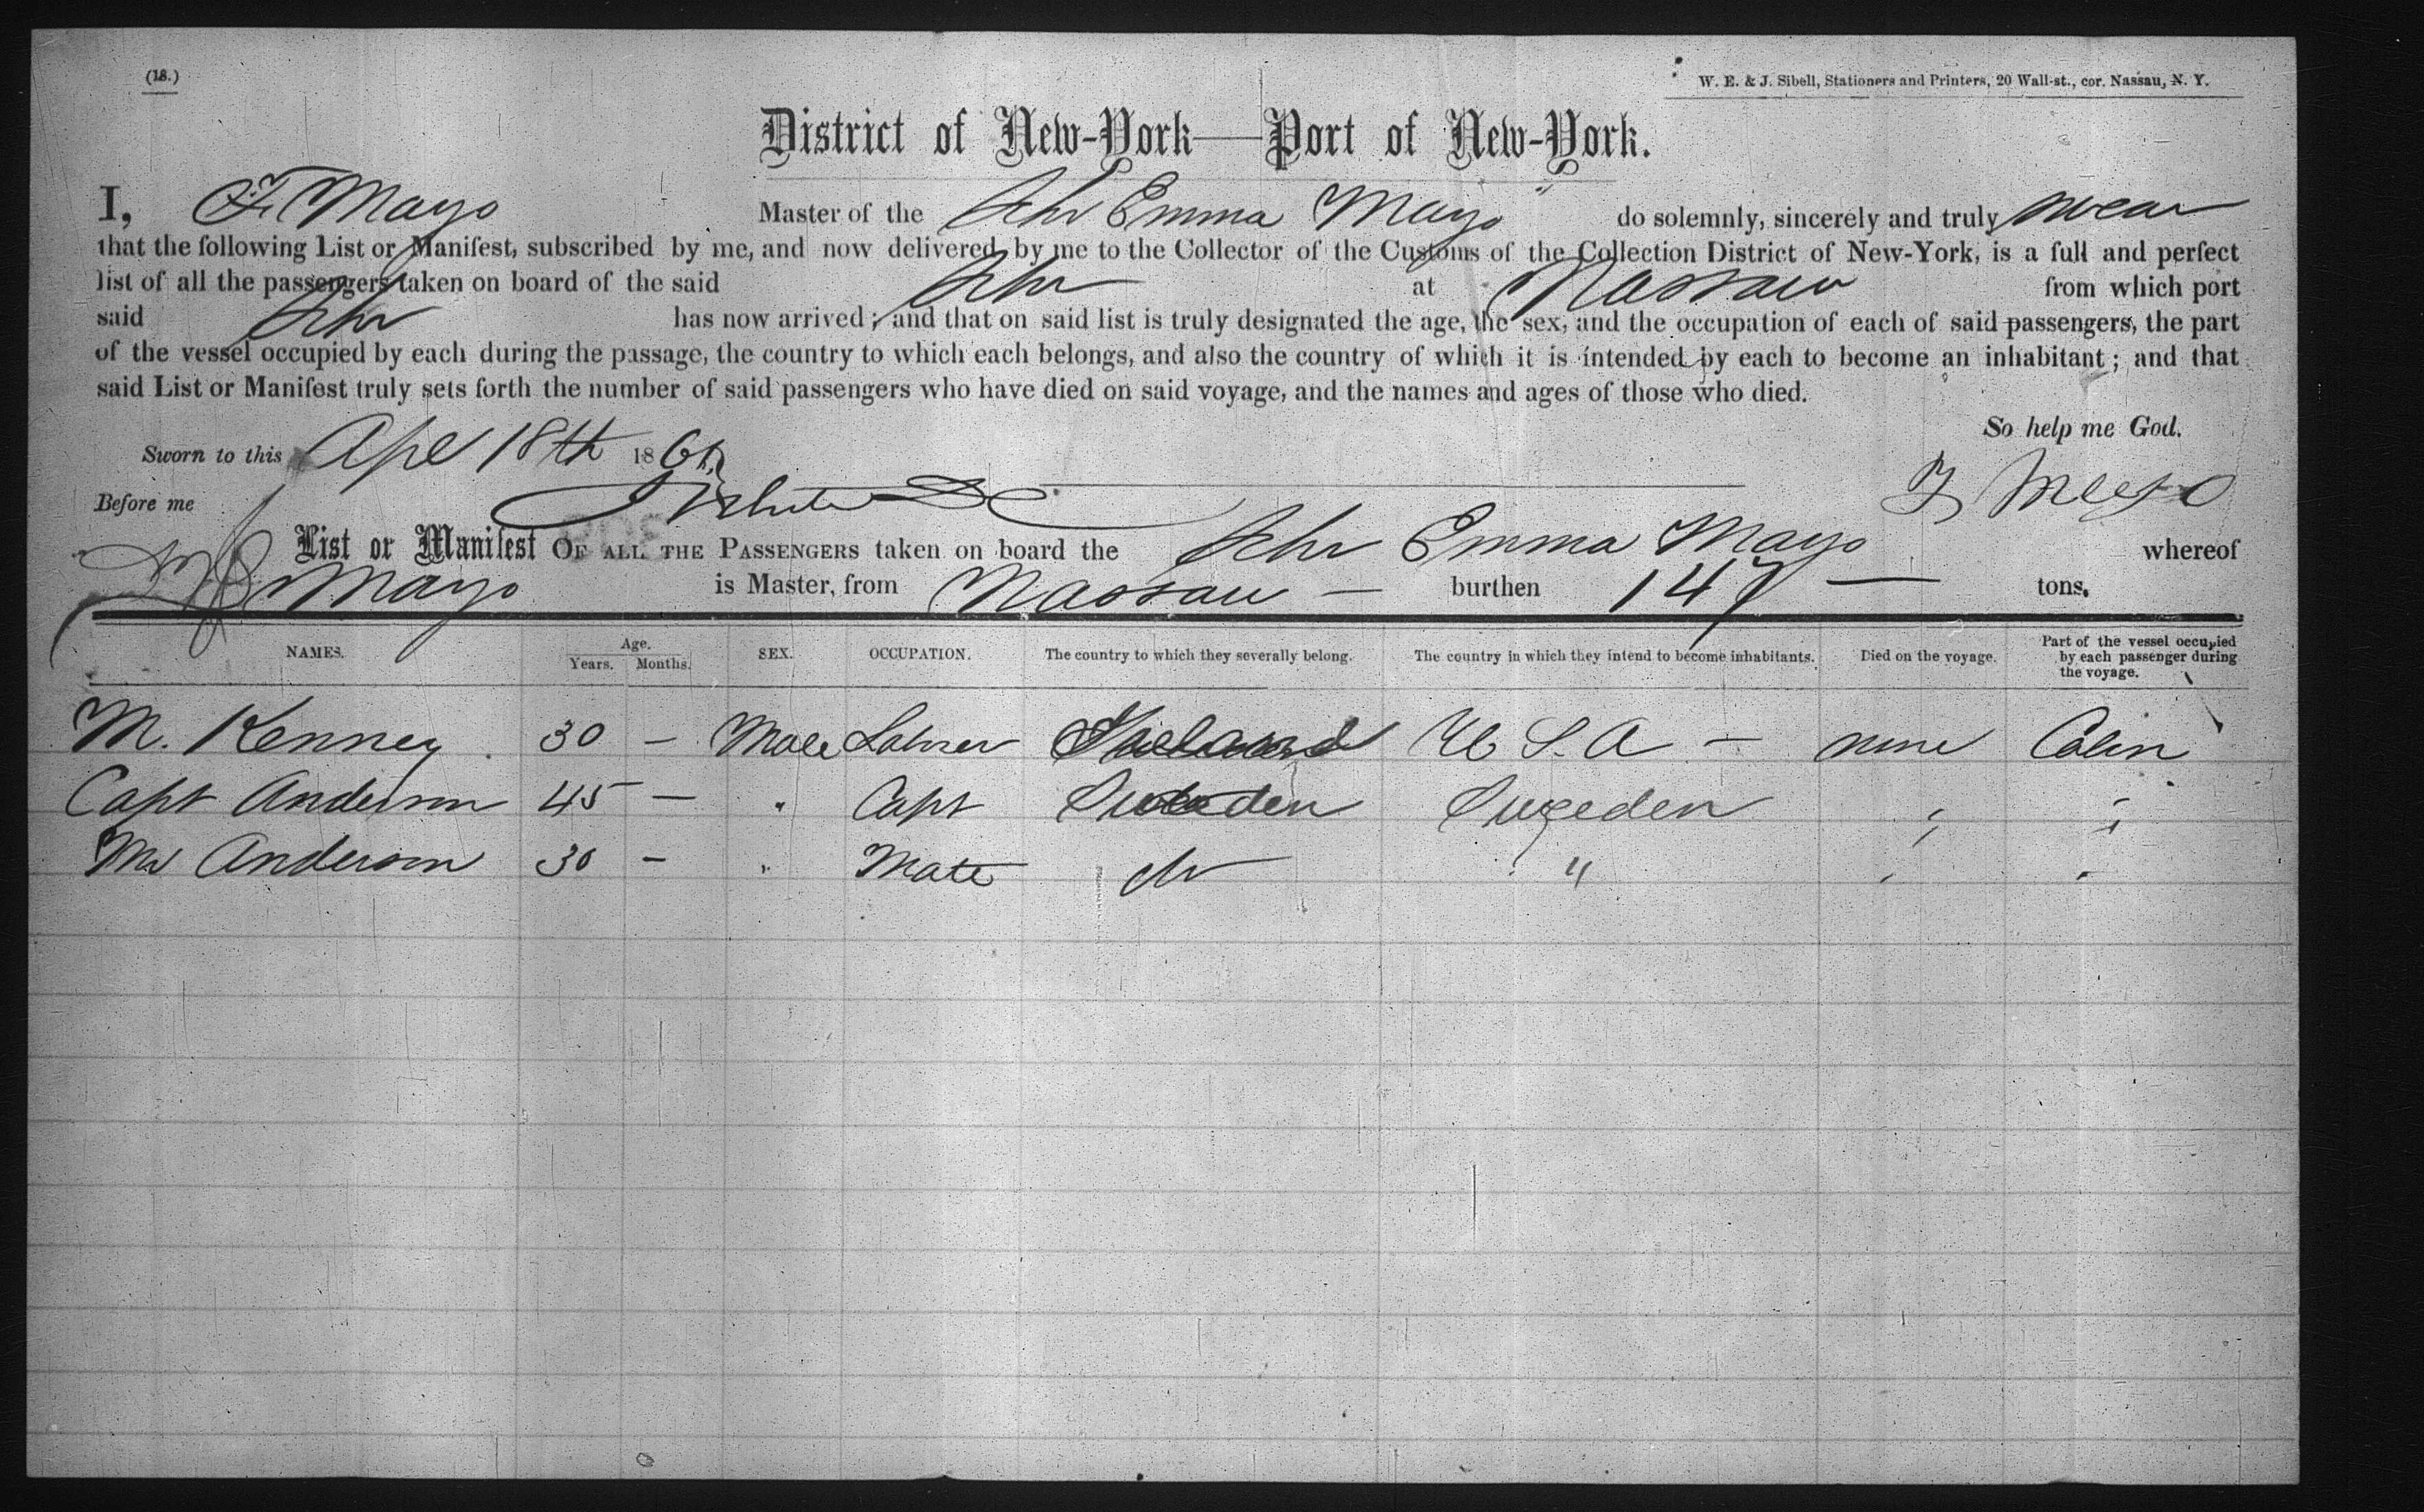 (18.)
W. E. & J. Sibell, Stationers and Printers, 20 Wall-st., cor. Nassau, N. Y.
District of New-York—Port of New-York.
I, F Mayo Master of the Schr Emma Mayo do solemnly, sincerely and truly swear
that the following List or Manifest, subscribed by me, and now delivered by me to the Collector of the Customs of the Collection District of New-York, is a full and perfect
list of all the passengers taken on board of the said Schr at Nassau from which port
said Schr has now arrived; and that on said list is truly designated the age, the sex, and the occupation of each of said passengers, the part
of the vessel occupied by each during the passage, the country to which each belongs, and also the country of which it is intended by each to become an inhabitant; and that
said List or Manifest truly sets forth the number of said passengers who have died on said voyage, and the names and ages of those who died.
So help me God.
Sworn to this Apl 18th 186
Before me F Mayo
List or Manifest OF ALL THE PASSENGERS taken on board the Schr Emma Mayo whereof
Mayo is Master, from Nassau — burthen 147 — tons.
NAMES. Age. Years. Months. SEX. OCCUPATION. The country to which they severally belong. The country in which they intend to become inhabitants. Died on the voyage. Part of the vessel occupied by each passenger during the voyage.
M. Kenney 30 — Male Labrer Ireland U S. A — none Cabin
Capt Anderson 45 — " Capt Sweden Sweden " "
Mr Anderson 30 - " Mate do " " "